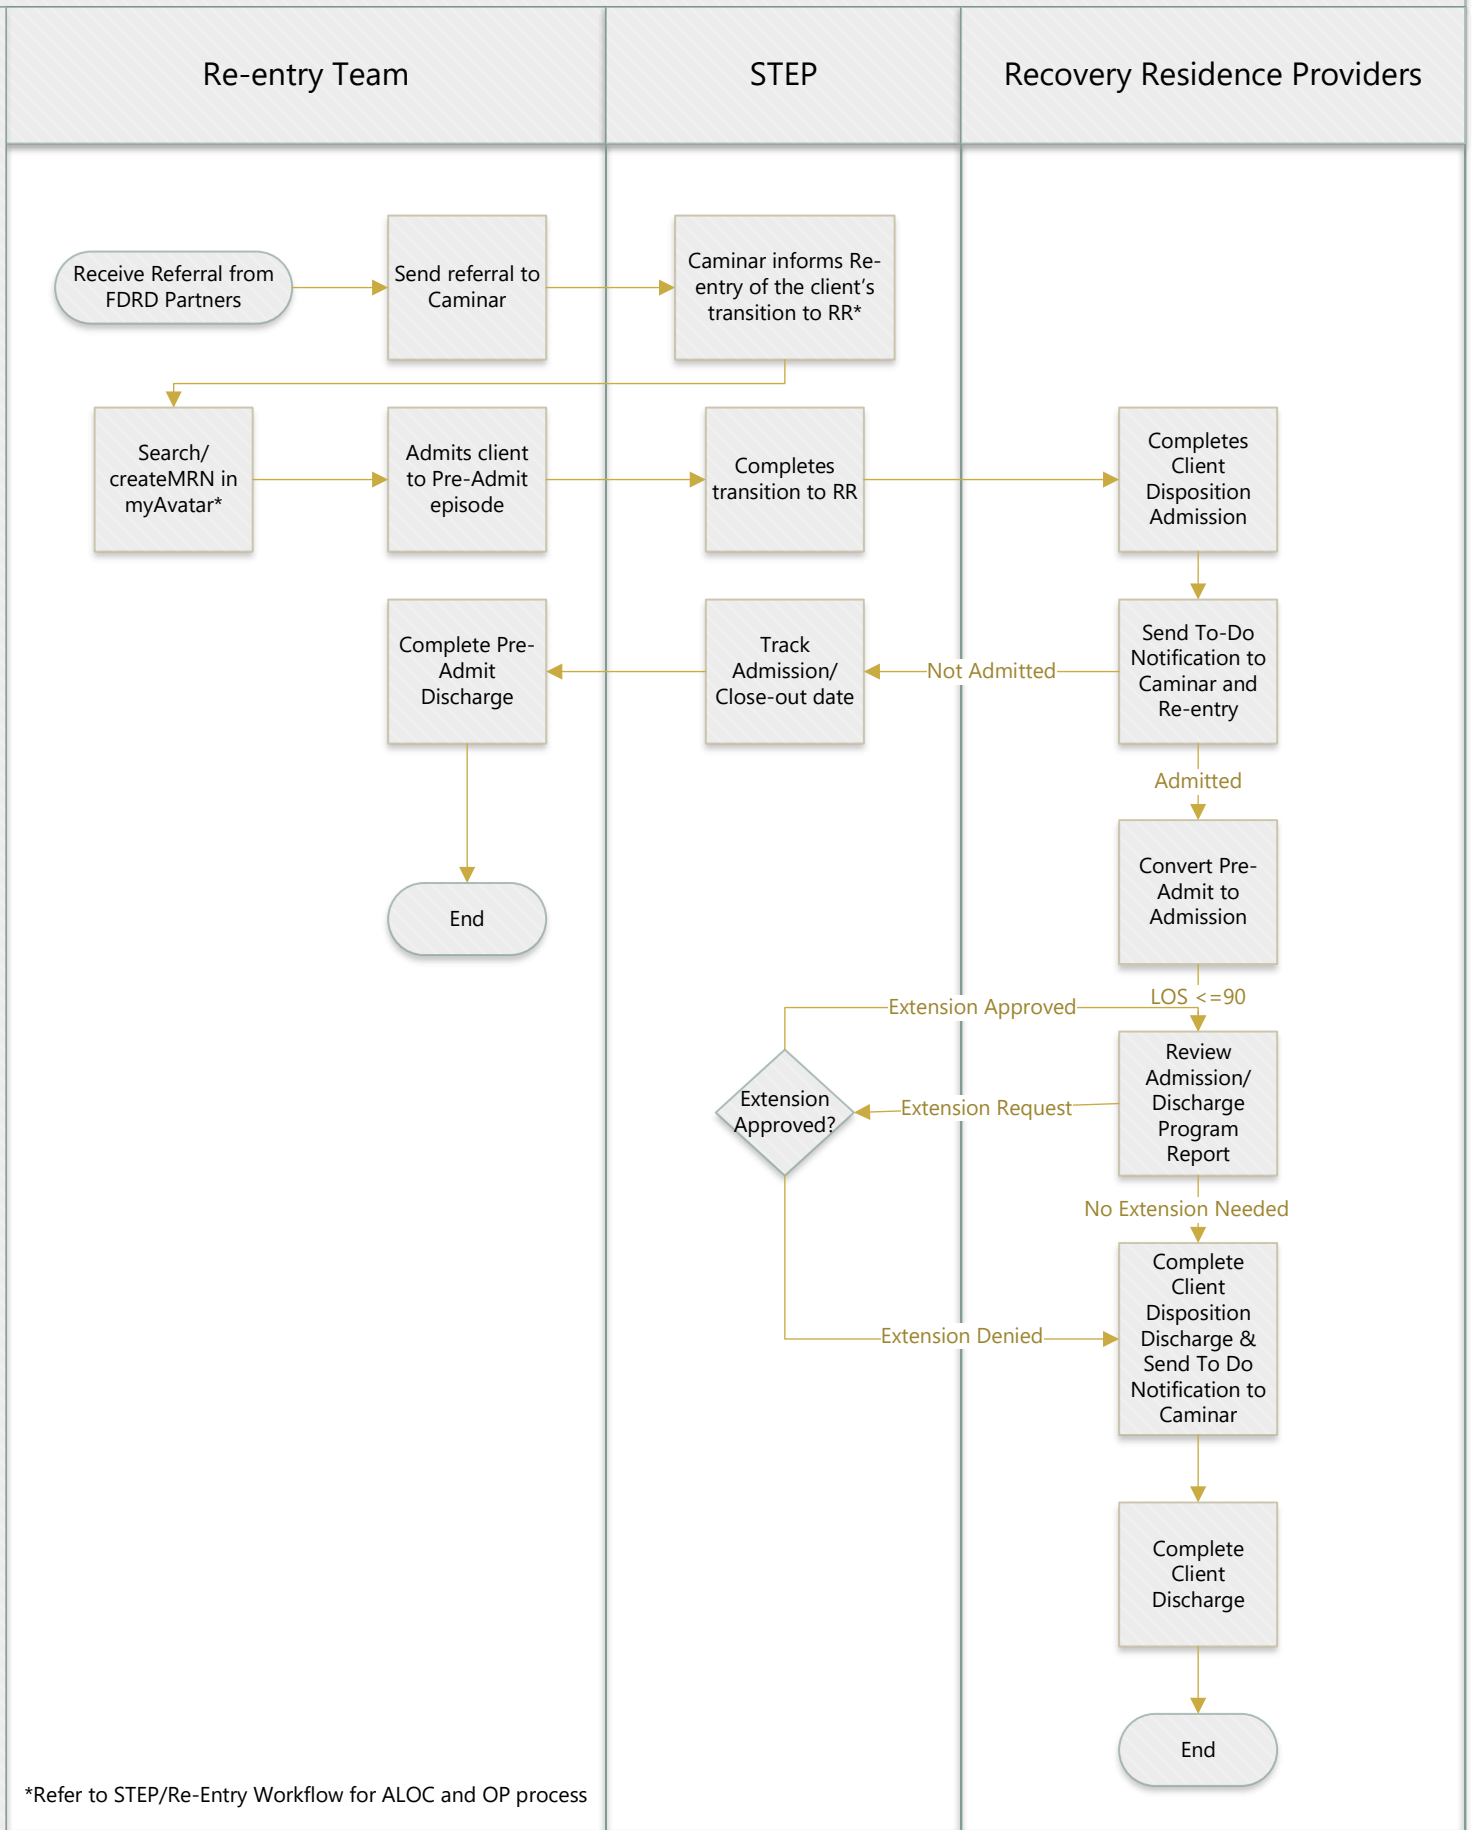 Re-entry Team
STEP
Recovery Residence Providers
Receive Referral from
FDRD Partners
Send referral to
Caminar
Caminar informs Re-
entry of the client's
transition to RR*
Search/
createMRN in
myAvatar*
Admits client
to Pre-Admit
episode
Completes
transition to RR
Completes
Client
Disposition
Admission
Complete Pre-
Admit
Discharge
Track
Admission/
Close-out date
Not Admitted
Send To-Do
Notification to
Caminar and
Re-entry
Admitted
End
Convert Pre-
Admit to
Admission
LOS <=90
Extension Approved
Extension
Approved?
Extension Request
Review
Admission/
Discharge
Program
Report
No Extension Needed
Extension Denied
Complete
Client
Disposition
Discharge &
Send To Do
Notification to
Caminar
Complete
Client
Discharge
End
*Refer to STEP/Re-Entry Workflow for ALOC and OP process